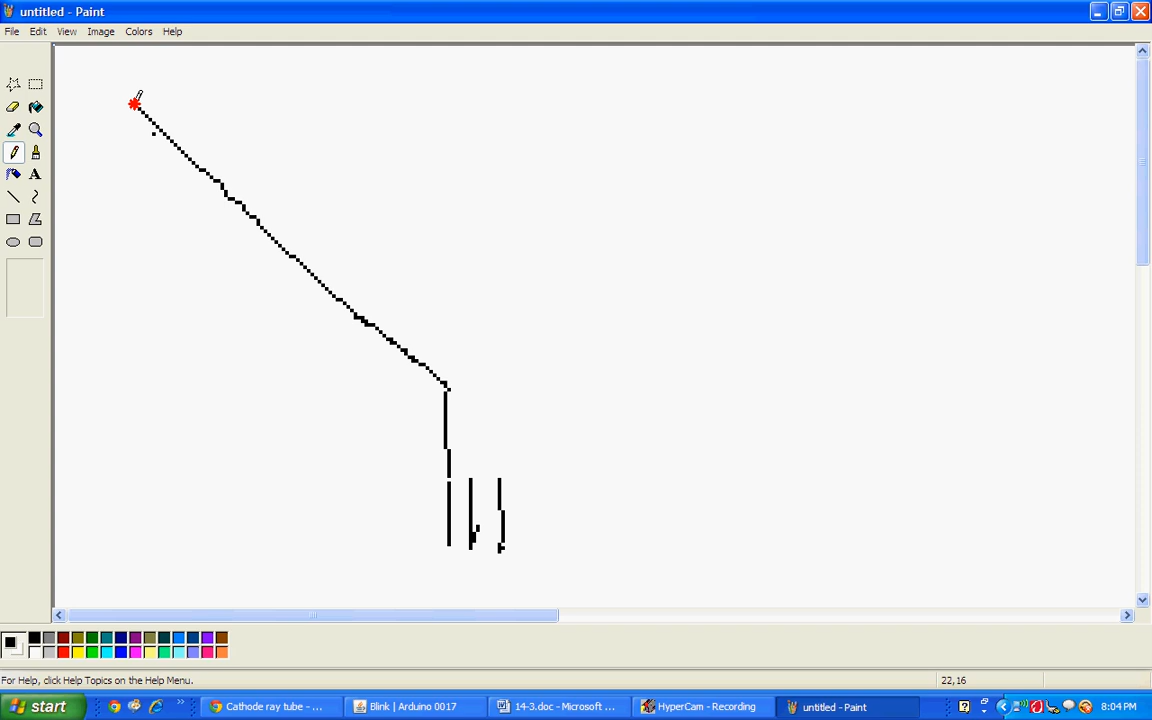 untitled - Paint
File Edit View Image Colors Help
A
For Help, click Help Topics on the Help Menu.
22,16
start
Cathode ray tube - ...
Blink | Arduino 0017
14-3.doc - Microsoft ...
HyperCam - Recording
untitled - Paint
8:04 PM